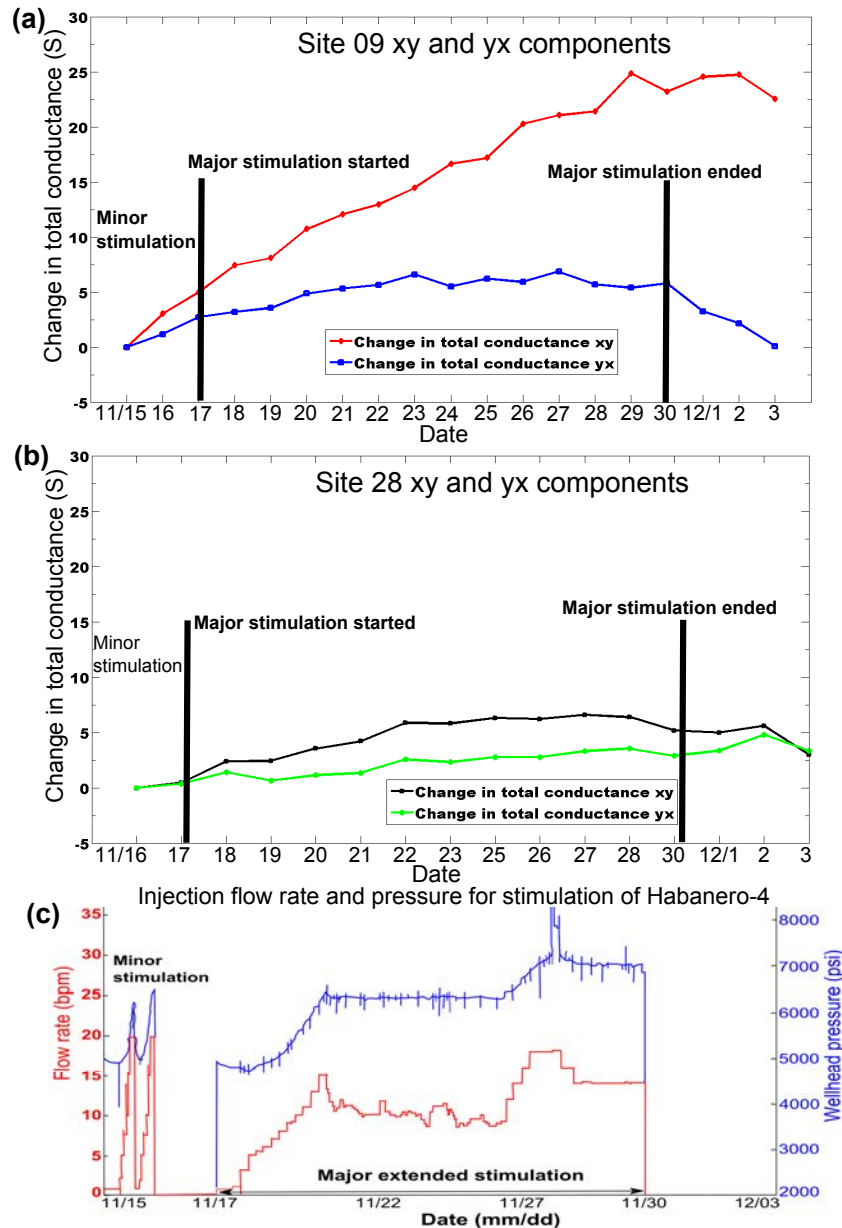 (a)
Site 09 xy and yx components
Change in total conductance (S)
30
25
20
15
10
5
0
-5
Major stimulation started
Major stimulation ended
Minor
stimulation
Change in total conductance xy
Change in total conductance yx
11/15 16 17 18 19 20 21 22 23 24 25 26 27 28 29 30 12/1 2 3
Date
(b)
Site 28 xy and yx components
Change in total conductance (S)
30
25
20
15
10
5
0
-5
Major stimulation started
Major stimulation ended
Minor
stimulation
Change in total conductance xy
Change in total conductance yx
11/16 17 18 19 20 21 22 23 25 26 27 28 30 12/1 2 3
Date
Injection flow rate and pressure for stimulation of Habanero-4
(c)
Flow rate (bpm)
35
30
25
20
15
10
5
0
Minor
stimulation
Wellhead pressure (psi)
8000
7000
6000
5000
4000
3000
2000
Major extended stimulation
11/15 11/17 11/22 11/27 11/30 12/03
Date (mm/dd)